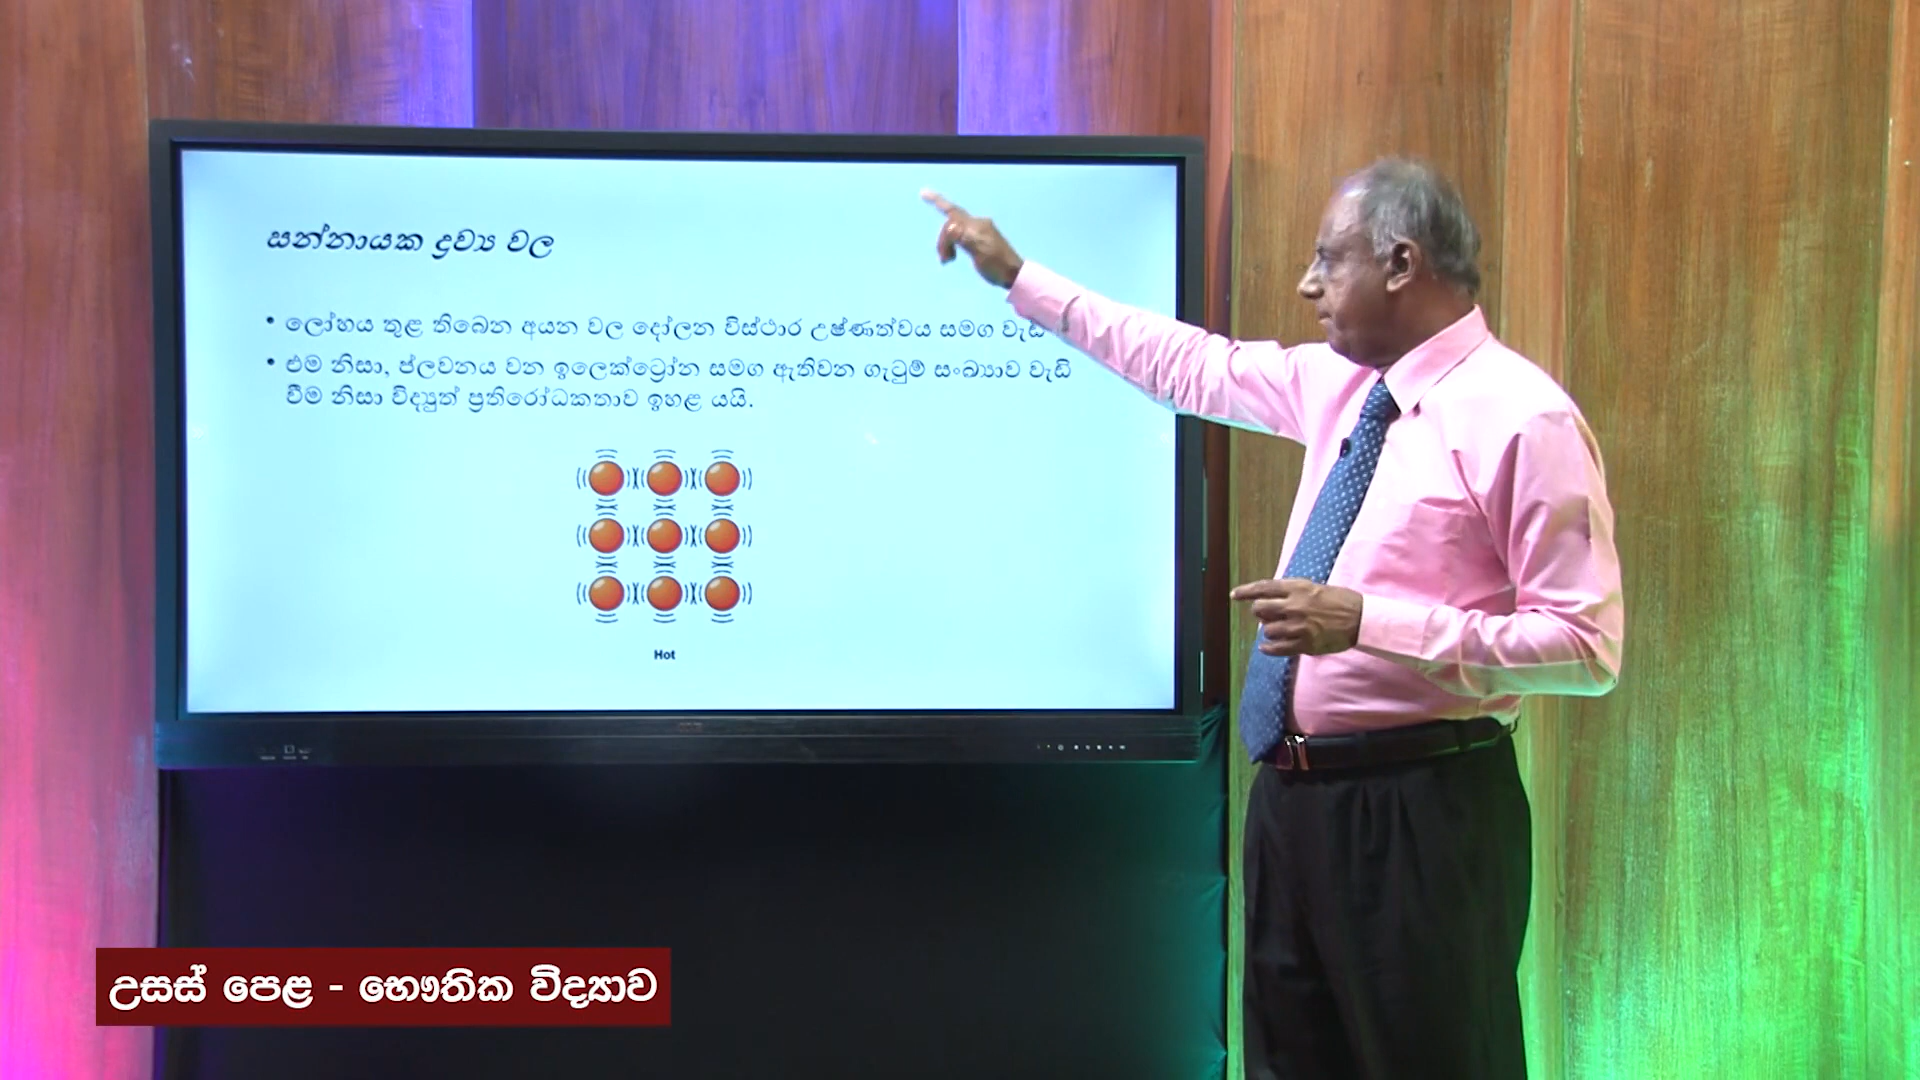 සන්නායක ද්‍රව්‍ය වල
• ලෝහය තුළ තිබෙන අයන වල දෝලන විස්ථාර උෂ්ණත්වය සමග
• එම නිසා, ප්ලවනය වන ඉලෙක්ට්‍රෝන සමග ඇතිවන ගැටුම් සංඛ්‍යාව වැඩි
වීම නිසා විද්‍යුත් ප්‍රතිරෝධකතාව ඉහළ යයි.
Hot
උසස් පෙළ - භෞතික විද්‍යාව